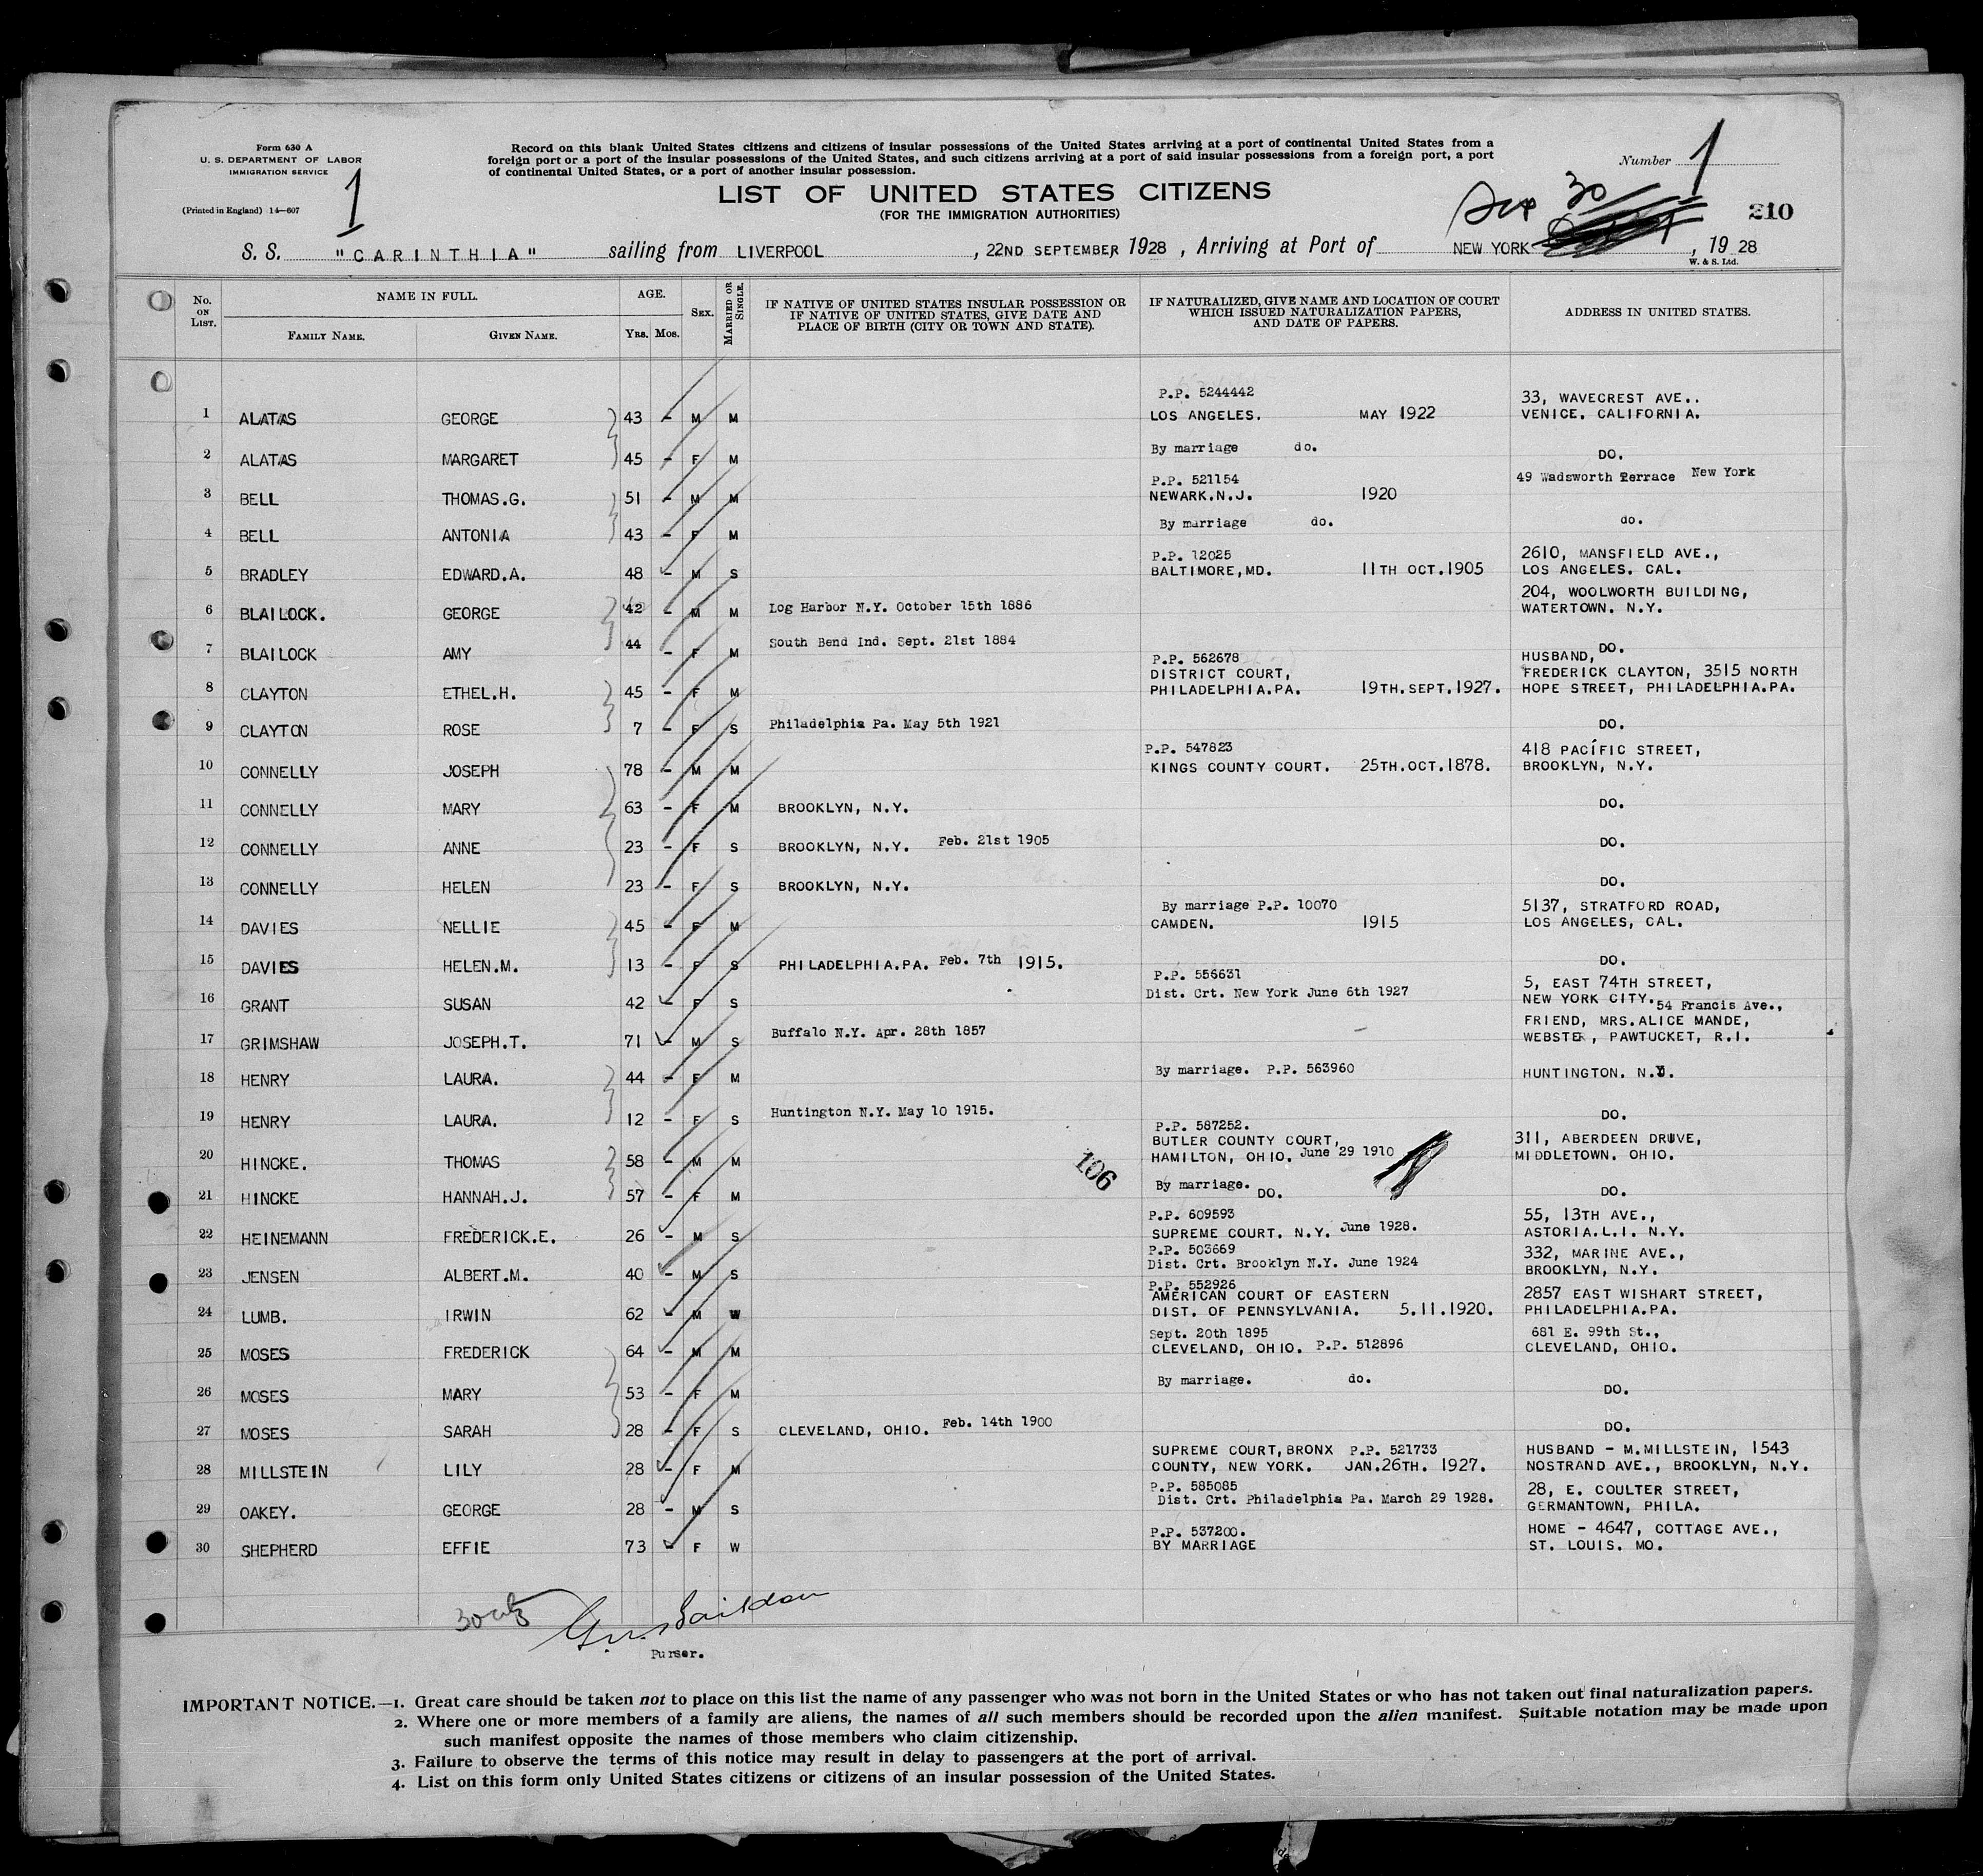 Form 630 A
U. S. DEPARTMENT OF LABOR
IMMIGRATION SERVICE
(Printed in England) 14—607
1
Record on this blank United States citizens and citizens of insular possessions of the United States arriving at a port of continental United States from a
foreign port or a port of the insular possessions of the United States, and such citizens arriving at a port of said insular possessions from a foreign port, a port
of continental United States, or a port of another insular possession.
Number 1
LIST OF UNITED STATES CITIZENS
(FOR THE IMMIGRATION AUTHORITIES)
30
210
S. S. "CARINTHIA" sailing from LIVERPOOL , 22ND SEPTEMBER, 1928 , Arriving at Port of NEW YORK , 19 28
W. & S. Ltd.
No. ON LIST. NAME IN FULL. FAMILY NAME. GIVEN NAME. AGE. Yrs. Mos. SEX. MARRIED OR SINGLE.
IF NATIVE OF UNITED STATES INSULAR POSSESSION OR
IF NATIVE OF UNITED STATES, GIVE DATE AND
PLACE OF BIRTH (CITY OR TOWN AND STATE).
IF NATURALIZED, GIVE NAME AND LOCATION OF COURT
WHICH ISSUED NATURALIZATION PAPERS,
AND DATE OF PAPERS.
ADDRESS IN UNITED STATES.
P.P. 5244442 33, WAVECREST AVE..
1 ALATAS GEORGE 43 - M M LOS ANGELES. MAY 1922 VENICE. CALIFORNIA.
2 ALATAS MARGARET 45 - F M By marriage do. DO.
P.P. 521154 49 Wadsworth Terrace New York
3 BELL THOMAS.G. 51 - M M NEWARK.N.J. 1920
4 BELL ANTONIA 43 - F M By marriage do. do.
P.P. 12025 2610, MANSFIELD AVE.,
5 BRADLEY EDWARD.A. 48 - M S BALTIMORE,MD. 11TH OCT.1905 LOS ANGELES. CAL.
204, WOOLWORTH BUILDING,
6 BLAILOCK. GEORGE 42 - M M Log Harbor N.Y. October 15th 1886 WATERTOWN. N.Y.
7 BLAILOCK AMY 44 - F M South Bend Ind. Sept. 21st 1884 DO.
P.P. 562678 HUSBAND,
DISTRICT COURT, FREDERICK CLAYTON, 3515 NORTH
8 CLAYTON ETHEL.H. 45 - F M PHILADELPHIA.PA. 19TH.SEPT.1927. HOPE STREET, PHILADELPHIA.PA.
9 CLAYTON ROSE 7 - F S Philadelphia Pa. May 5th 1921 DO.
P.P. 547823 418 PACIFIC STREET,
10 CONNELLY JOSEPH 78 - M M KINGS COUNTY COURT. 25TH.OCT.1878. BROOKLYN, N.Y.
11 CONNELLY MARY 63 - F M BROOKLYN, N.Y. DO.
12 CONNELLY ANNE 23 - F S BROOKLYN, N.Y. Feb. 21st 1905 DO.
13 CONNELLY HELEN 23 - F S BROOKLYN, N.Y. DO.
By marriage P.P. 10070 5137, STRATFORD ROAD,
14 DAVIES NELLIE 45 - F M CAMDEN. 1915 LOS ANGELES, CAL.
15 DAVIES HELEN.M. 13 - F S PHILADELPHIA.PA. Feb. 7th 1915. DO.
P.P. 556631 5, EAST 74TH STREET,
16 GRANT SUSAN 42 - F S Dist. Crt. New York June 6th 1927 NEW YORK CITY.
54 Francis Ave.,
FRIEND, MRS.ALICE MANDE,
17 GRIMSHAW JOSEPH.T. 71 - M S Buffalo N.Y. Apr. 28th 1857 WEBSTER, PAWTUCKET, R.I.
18 HENRY LAURA. 44 - F M By marriage. P.P. 563960 HUNTINGTON. N.Y.
19 HENRY LAURA. 12 - F S Huntington N.Y. May 10 1915. DO.
P.P. 587252.
BUTLER COUNTY COURT, 311, ABERDEEN DRIVE,
20 HINCKE. THOMAS 58 - M M HAMILTON, OHIO. June 29 1910 MIDDLETOWN. OHIO.
106
21 HINCKE HANNAH.J. 57 - F M By marriage. DO. DO.
P.P. 609593 55, 13TH AVE.,
22 HEINEMANN FREDERICK.E. 26 - M S SUPREME COURT. N.Y. June 1928. ASTORIA.L.I. N.Y.
P.P. 503669 332, MARINE AVE.,
23 JENSEN ALBERT.M. 40 - M S Dist. Crt. Brooklyn N.Y. June 1924 BROOKLYN, N.Y.
P.P. 552926
AMERICAN COURT OF EASTERN 2857 EAST WISHART STREET,
24 LUMB. IRWIN 62 - M W DIST. OF PENNSYLVANIA. 5.11.1920. PHILADELPHIA.PA.
Sept. 20th 1895 681 E. 99th St.,
25 MOSES FREDERICK 64 - M M CLEVELAND, OHIO. P.P. 512896 CLEVELAND, OHIO.
26 MOSES MARY 53 - F M By marriage. do. DO.
27 MOSES SARAH 28 - F S CLEVELAND, OHIO. Feb. 14th 1900 DO.
SUPREME COURT, BRONX P.P. 521733 HUSBAND - M.MILLSTEIN, 1543
28 MILLSTEIN LILY 28 - F M COUNTY, NEW YORK. JAN.26TH. 1927. NOSTRAND AVE., BROOKLYN, N.Y.
P.P. 585085 28, E. COULTER STREET,
29 OAKEY. GEORGE 28 - M S Dist. Crt. Philadelphia Pa. March 29 1928. GERMANTOWN, PHILA.
P.P. 537200. HOME - 4647, COTTAGE AVE.,
30 SHEPHERD EFFIE 73 - F W BY MARRIAGE ST. LOUIS. MO.
Purser.
IMPORTANT NOTICE.—1. Great care should be taken not to place on this list the name of any passenger who was not born in the United States or who has not taken out final naturalization papers.
2. Where one or more members of a family are aliens, the names of all such members should be recorded upon the alien manifest. Suitable notation may be made upon
such manifest opposite the names of those members who claim citizenship.
3. Failure to observe the terms of this notice may result in delay to passengers at the port of arrival.
4. List on this form only United States citizens or citizens of an insular possession of the United States.